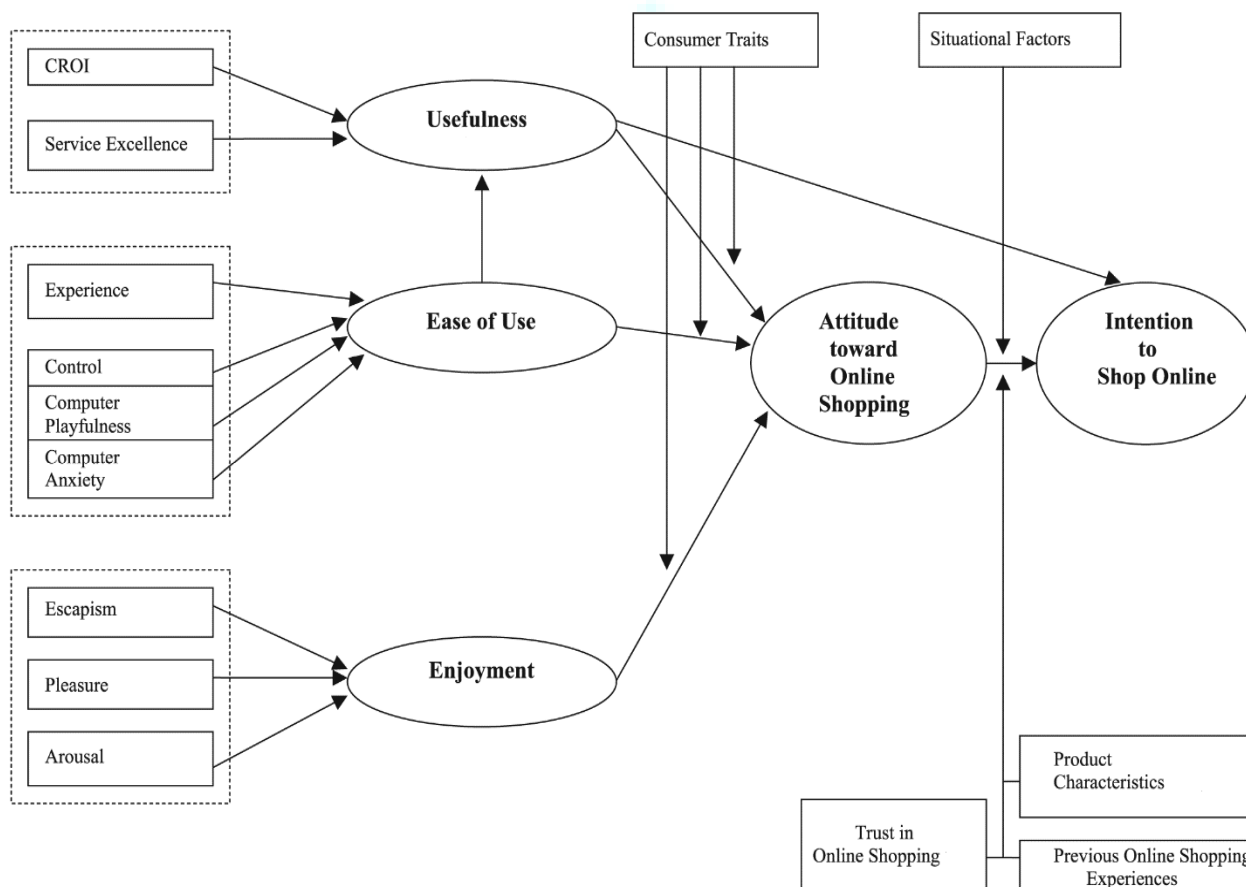 Consumer Traits
Situational Factors
CROI
Service Excellence
Usefulness
Experience
Control
Computer
Playfulness
Computer
Anxiety
Ease of Use
Attitude
toward
Online
Shopping
Intention
to
Shop Online
Escapism
Pleasure
Arousal
Enjoyment
Product
Characteristics
Trust in
Online Shopping
Previous Online Shopping
Experiences